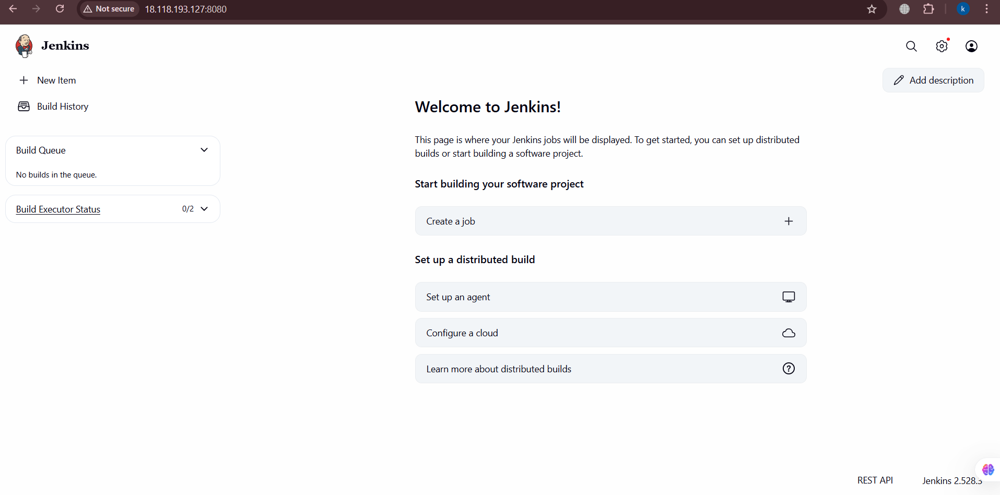 Not secure 18.118.193.127:8080
k
Jenkins
New Item
Add description
Build History
Build Queue
No builds in the queue.
Build Executor Status 0/2
Welcome to Jenkins!
This page is where your Jenkins jobs will be displayed. To get started, you can set up distributed
builds or start building a software project.
Start building your software project
Create a job
Set up a distributed build
Set up an agent
Configure a cloud
Learn more about distributed builds
REST API Jenkins 2.528.3